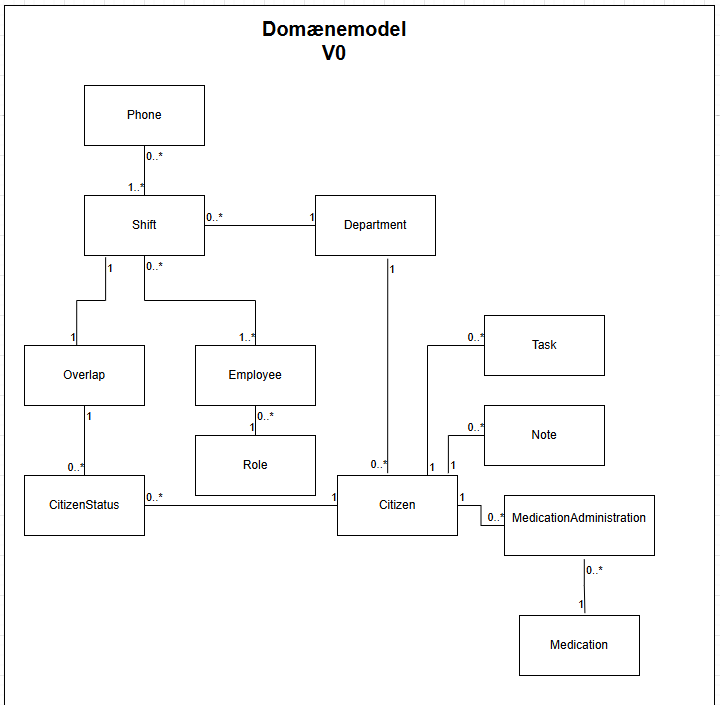 Domænemodel
V0
Phone
0..*
1..*
Shift
0..*
1
Department
1
0..*
1
0..*
Task
1
1..*
Overlap
Employee
1
0..*
1
0..*
Note
Role
0..*
0..*
1
1
CitizenStatus
0..*
1
Citizen
1
0..*
MedicationAdministration
0..*
1
Medication